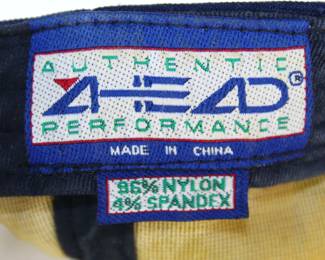 AUTHENTIC
AHEAD®
PERFORMANCE
MADE IN CHINA
96% NYLON
4% SPANDEX